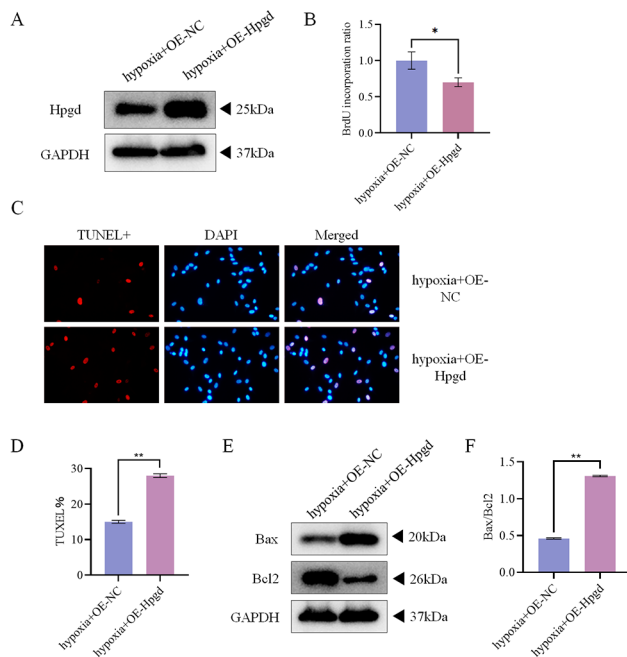 A
hypoxia+OE-NC
hypoxia+OE-Hpgd
Hpgd
25kDa
GAPDH
37kDa
B
BrdU incorporation ratio
1.5
1.0
0.5
0.0
*
hypoxia+OE-NC
hypoxia+OE-Hpgd
C
TUNEL+
DAPI
Merged
hypoxia+OE-
NC
hypoxia+OE-
Hpgd
D
TUXEL%
30
20
10
0
**
hypoxia+OE-NC
hypoxia+OE-Hpgd
E
hypoxia+OE-NC
hypoxia+OE-Hpgd
Bax
20kDa
Bcl2
26kDa
GAPDH
37kDa
F
Bax/Bcl2
1.5
1.0
0.5
0.0
**
hypoxia+OE-NC
hypoxia+OE-Hpgd